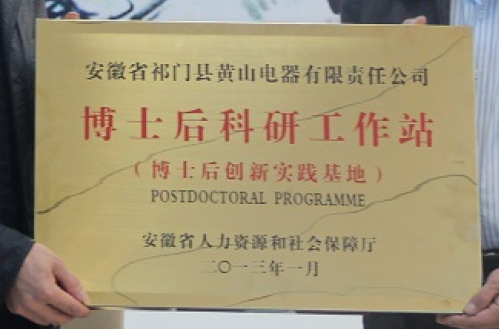 安徽省祁门县黄山电器有限责任公司
博士后科研工作站
（博士后创新实践基地）
POSTDOCTORAL PROGRAMME
安徽省人力资源和社会保障厅
二〇一三年一月